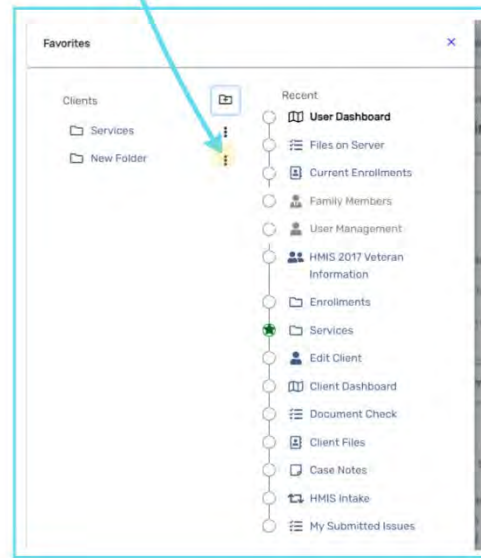 Favorites
Clients
Services
New Folder
Recent
User Dashboard
Files on Server
Current Enrollments
Family Members
User Management
HMIS 2017 Veteran
Information
Enrollments
Services
Edit Client
Client Dashboard
Document Check
Client Files
Case Notes
HMIS Intake
My Submitted Issues